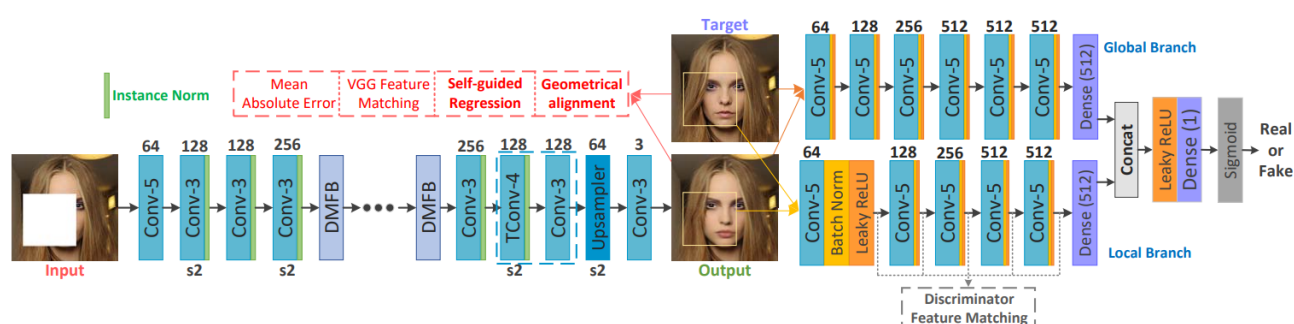 Target
64 128 256 512 512 512
Conv-5 Conv-5 Conv-5 Conv-5 Conv-5 Conv-5 Dense (512)
Global Branch
Instance Norm
Mean Absolute Error
VGG Feature Matching
Self-guided Regression
Geometrical alignment
64 128 128 256
Conv-5 Conv-3 Conv-3 Conv-3 DMFB
DMFB
256 128 128 64 3
Conv-3 TConv-4 Conv-3 Upsampler Conv-3
Input
s2 s2 s2 s2
Output
64 128 256 512 512
Conv-5 Batch Norm Leaky ReLU Conv-5 Conv-5 Conv-5 Conv-5 Dense (512)
Local Branch
Concat
Leaky ReLU
Dense (1)
Sigmoid
Real
or
Fake
Discriminator
Feature Matching